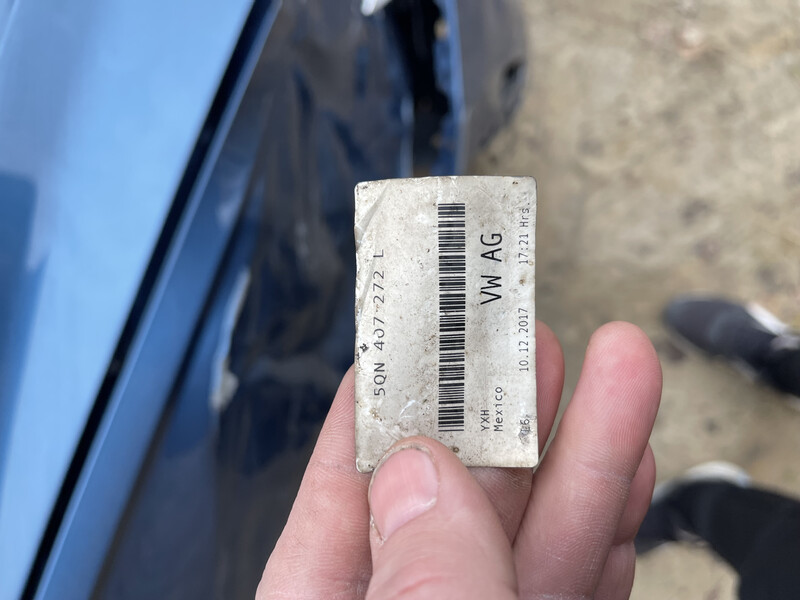 5QN 407 272 L
VW AG
YXH
Mexico
10.12.2017 17:21 Hrs.